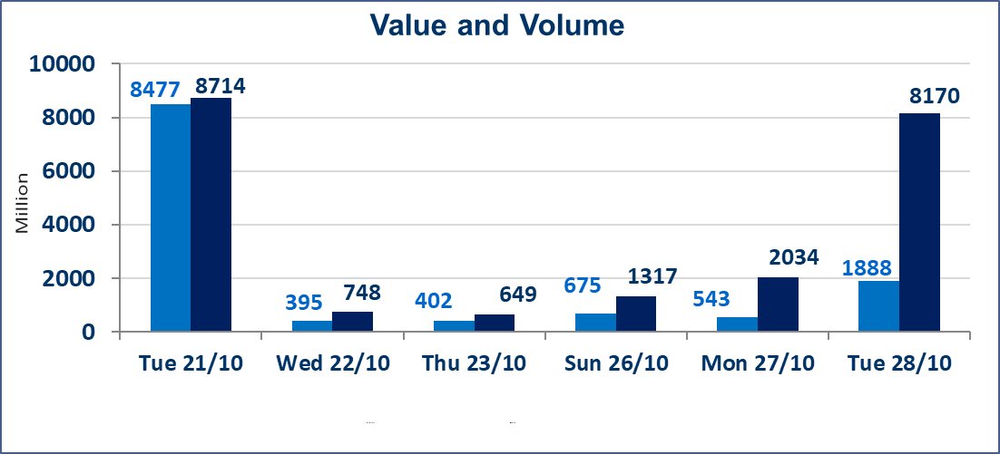 Value and Volume
10000
8000
6000
4000
2000
0
Million
8477
8714
395
748
402
649
675
1317
543
2034
1888
8170
Tue 21/10
Wed 22/10
Thu 23/10
Sun 26/10
Mon 27/10
Tue 28/10